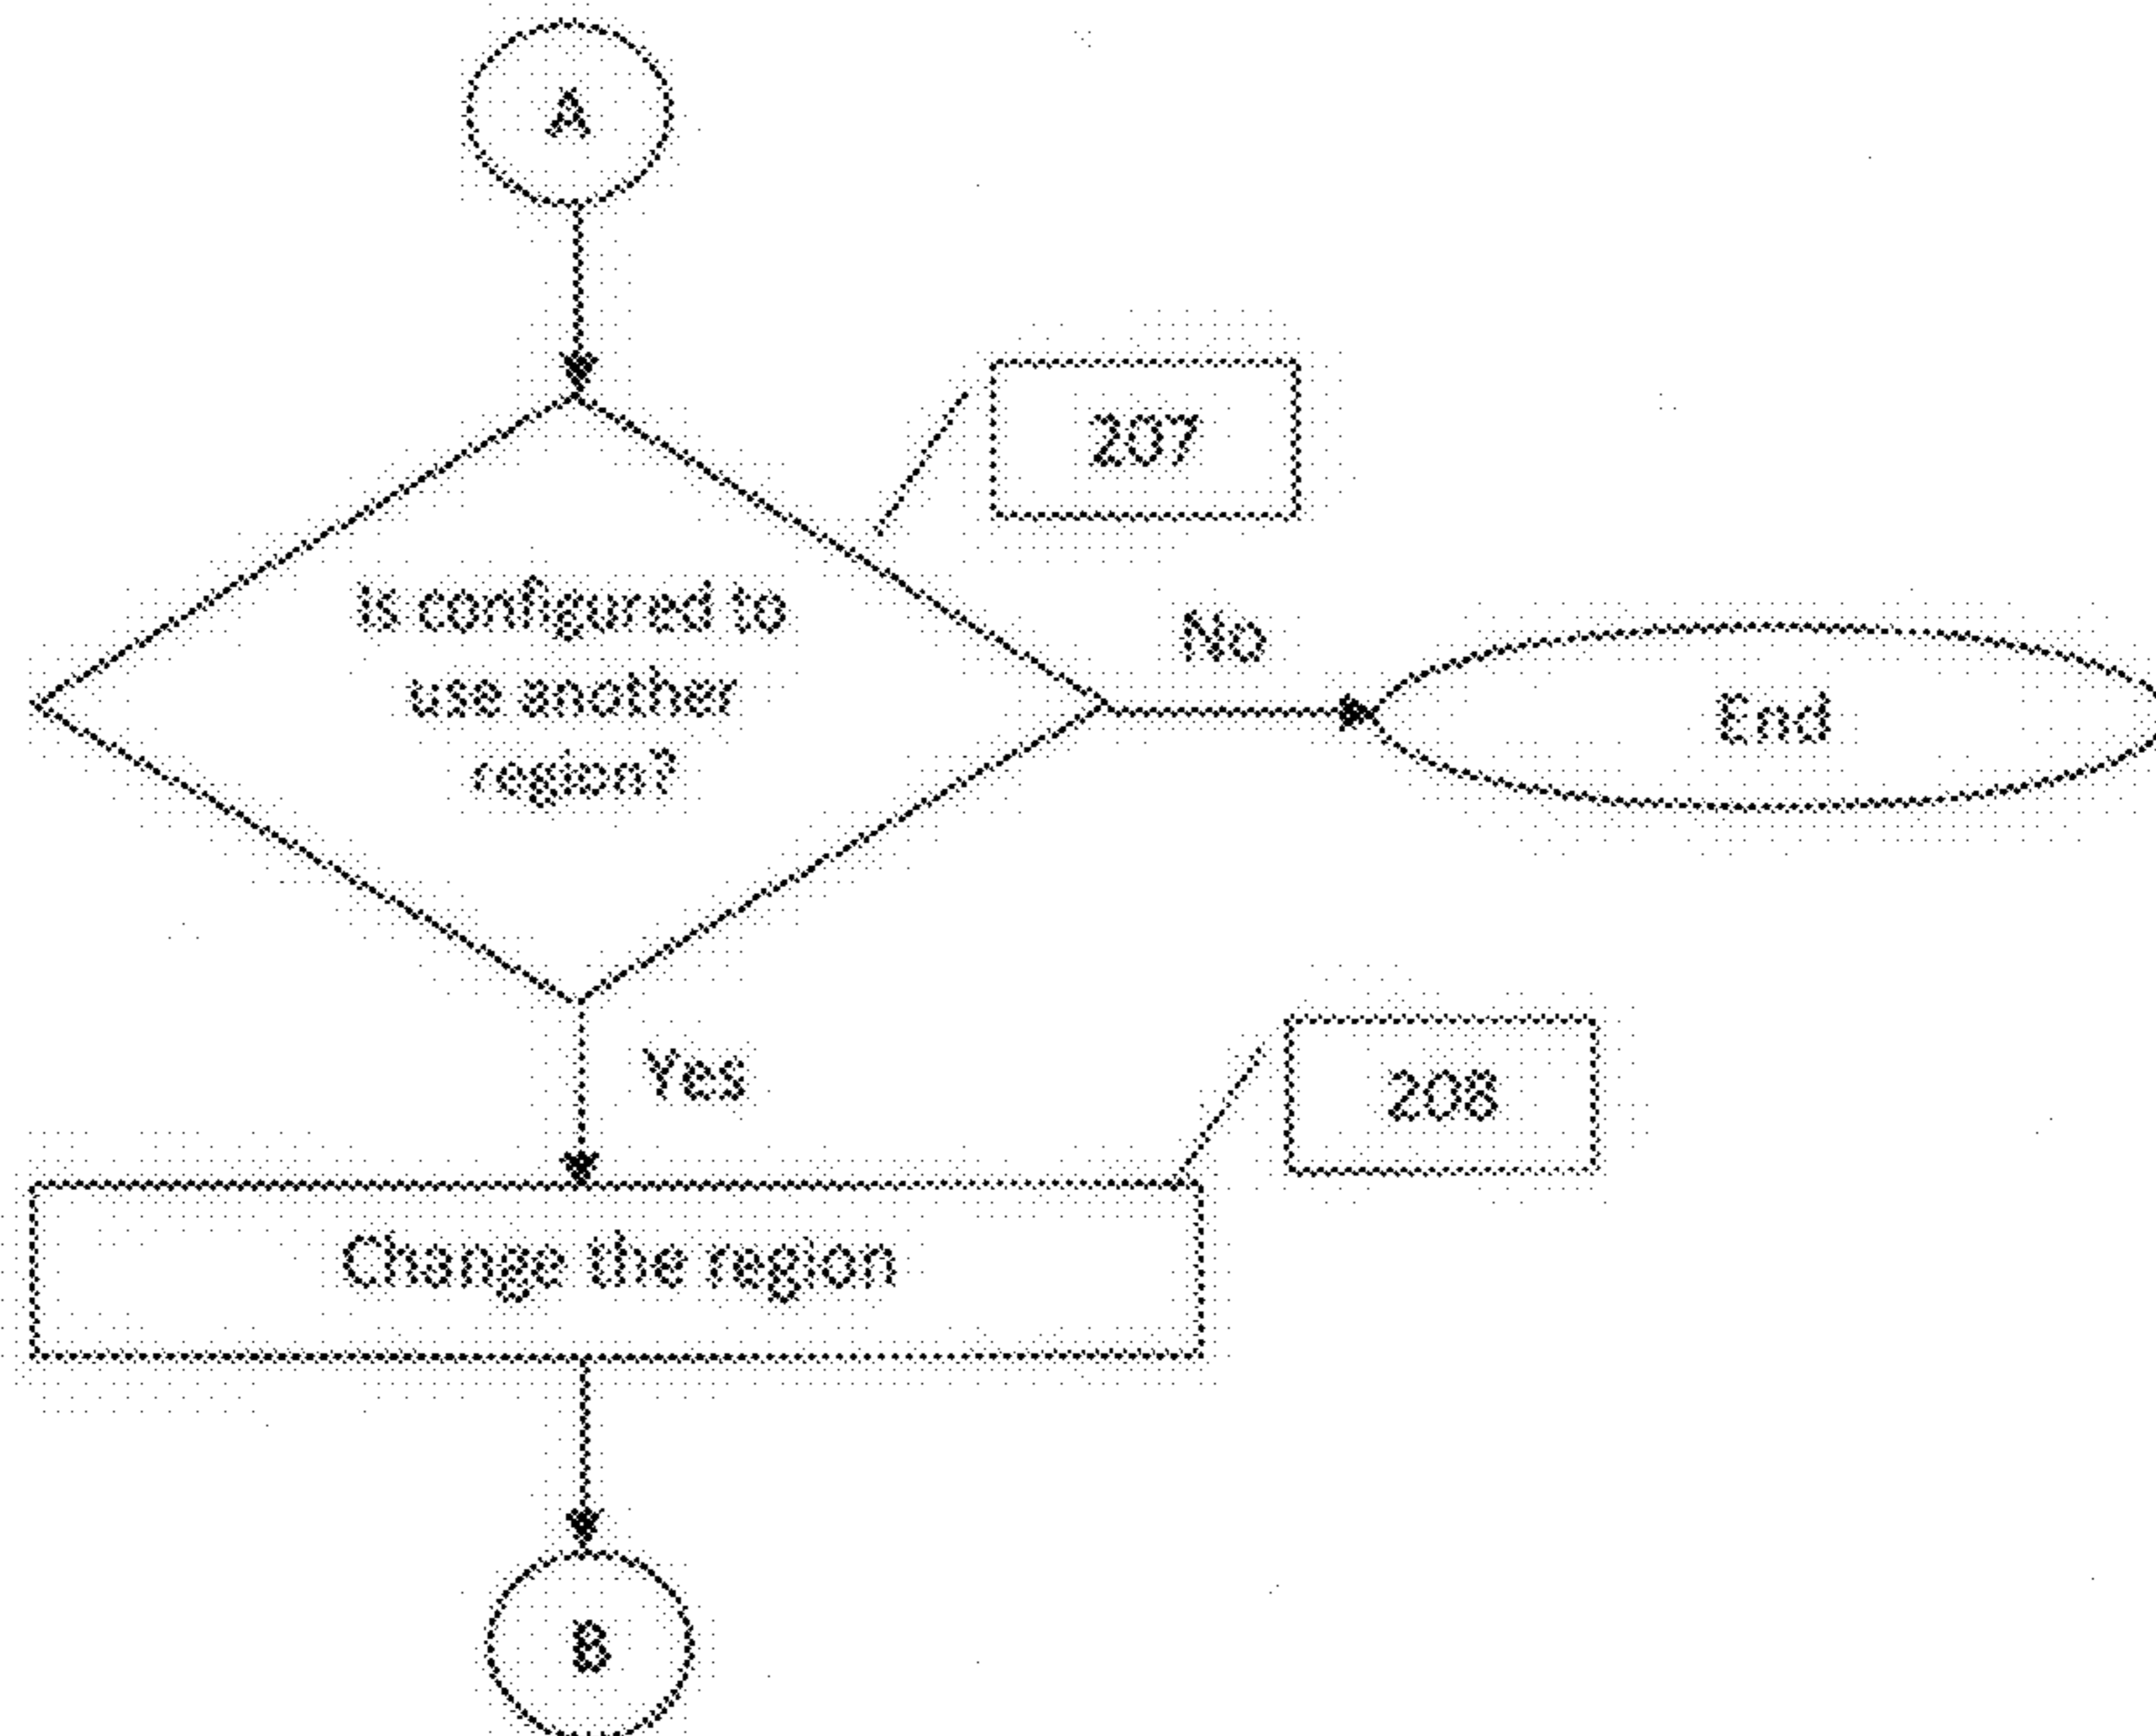 A
207
Is configured to
use another
region?
No
End
Yes
208
Change the region
B